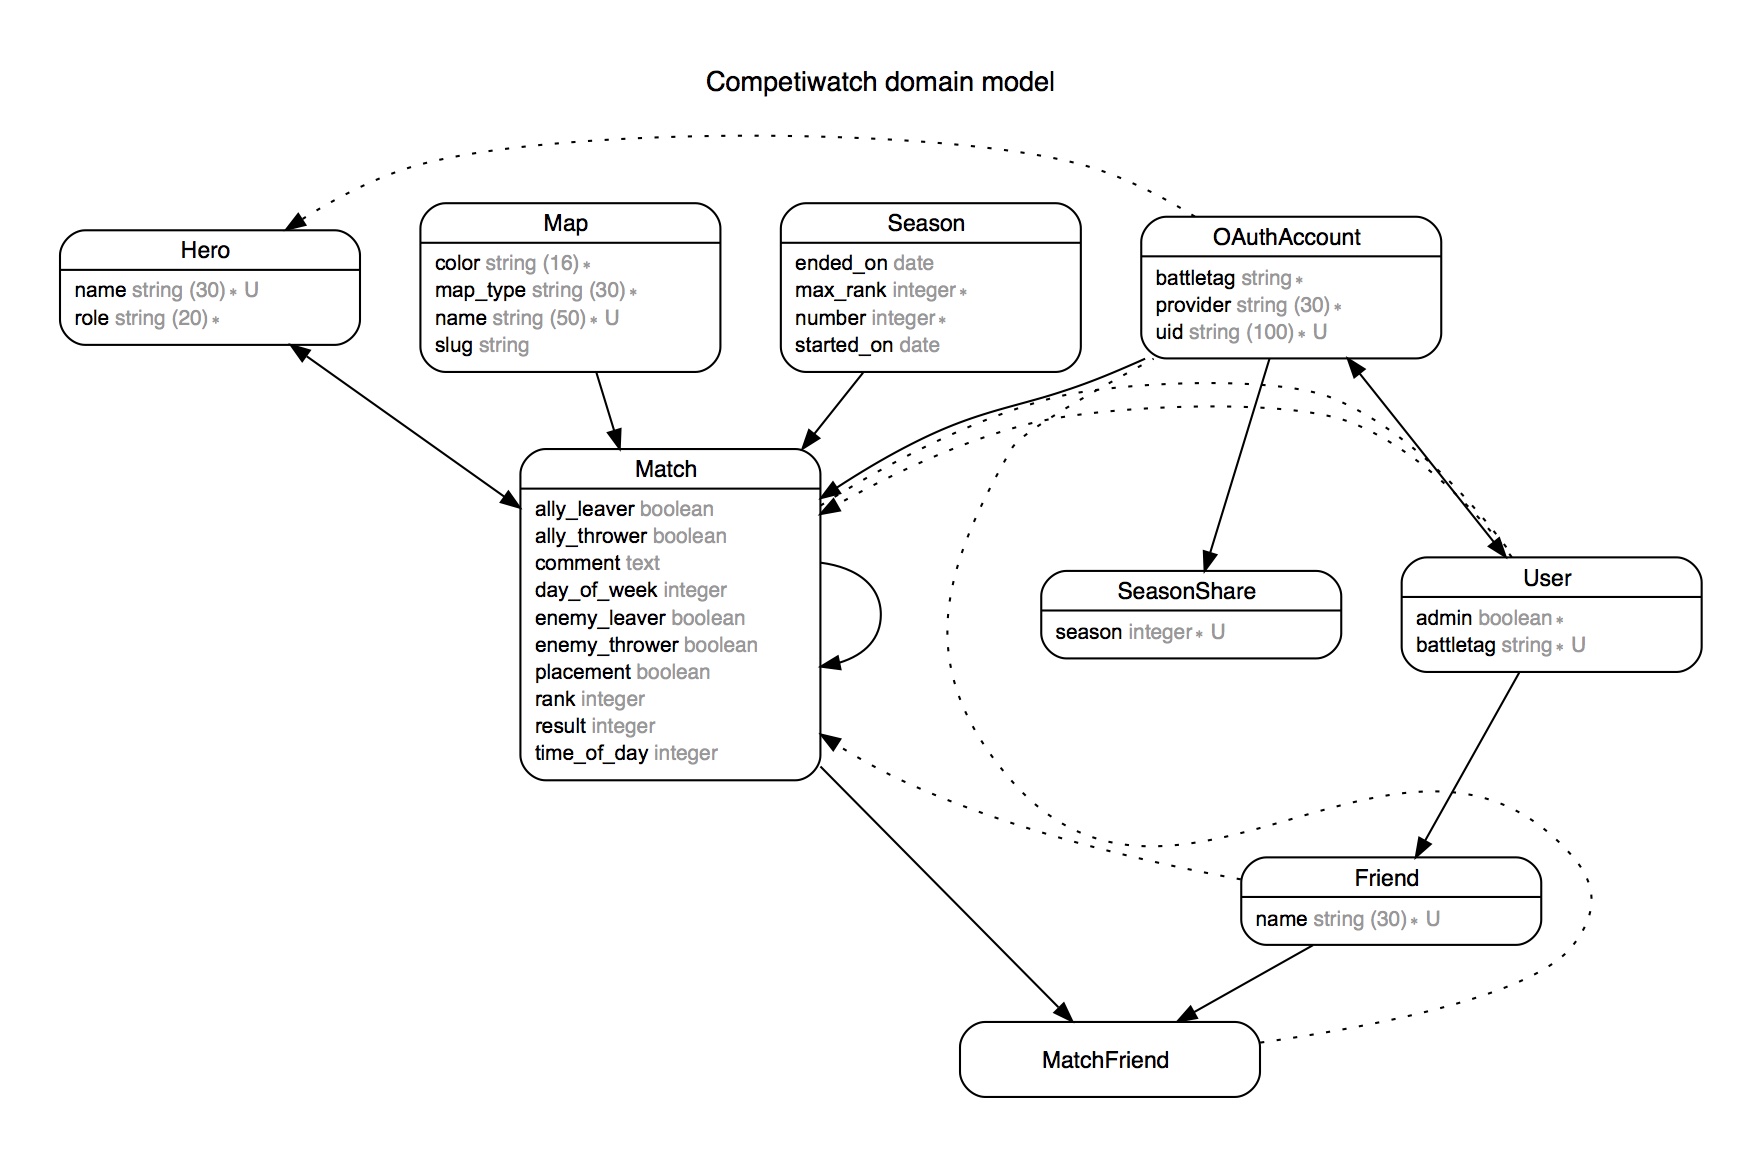 Competiwatch domain model
Hero
name string (30)* U
role string (20)*
Map
color string (16)*
map_type string (30)*
name string (50)* U
slug string
Season
ended_on date
max_rank integer*
number integer*
started_on date
OAuthAccount
battletag string*
provider string (30)*
uid string (100)* U
Match
ally_leaver boolean
ally_thrower boolean
comment text
day_of_week integer
enemy_leaver boolean
enemy_thrower boolean
placement boolean
rank integer
result integer
time_of_day integer
SeasonShare
season integer* U
User
admin boolean*
battletag string* U
Friend
name string (30)* U
MatchFriend